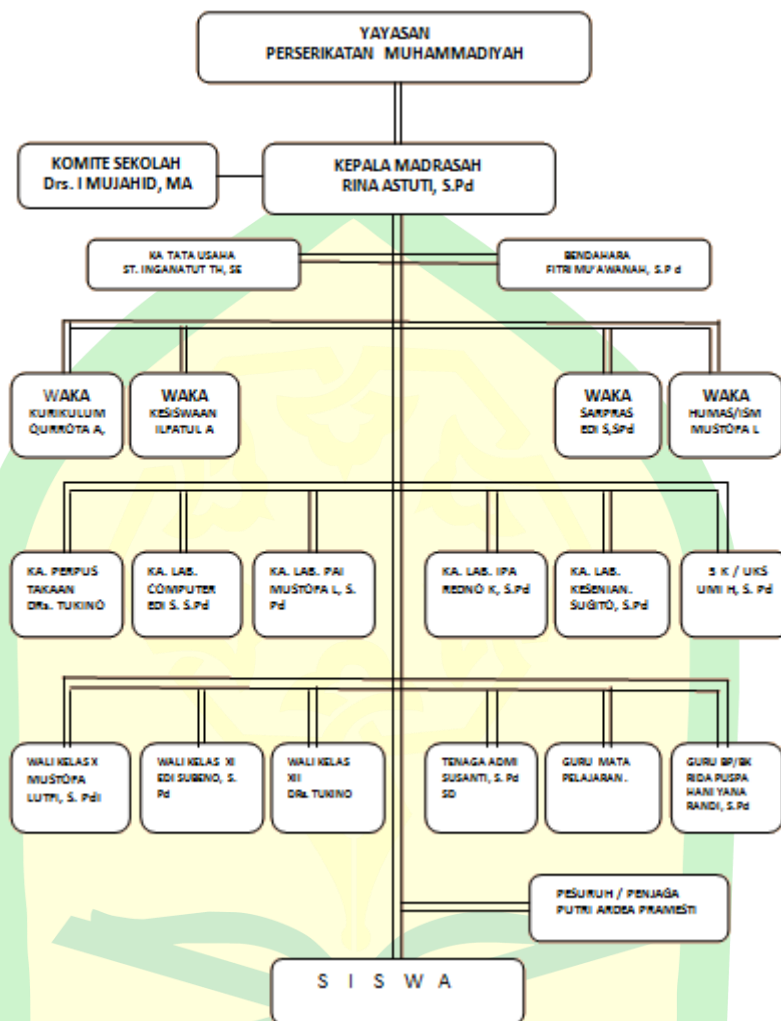 YAYASAN
PERSERIKATAN MUHAMMADIYAH
KOMITE SEKOLAH
Drs. I MUJAHID, MA
KEPALA MADRASAH
RINA ASTUTI, S.Pd
KA TATA USAHA
ST. INGANATUT TH, SE
BENDAHARA
FITRI MU'AWANAH, S.P d
WAKA
KURIKULUM
QURROTA A,
WAKA
KESISWAAN
ILFATUL A
WAKA
SARPRAS
EDI S,SPd
WAKA
HUMAS/ISM
MUSTOFA L
KA. PERPUS
TAKAAN
DRs. TUKINO
KA. LAB.
COMPUTER
EDI S. S.Pd
KA. LAB. PAI
MUSTOFA L, S.
Pd
KA. LAB. IPA
REDNO K, S.Pd
KA. LAB.
KESENIAN.
SUGITO, S.Pd
S K / UKS
UMI H, S. Pd
WALI KELAS X
MUSTOFA
LUTFI, S. PdI
WALI KELAS XI
EDI SUBENO, S.
Pd
WALI KELAS
XII
DRs. TUKINO
TENAGA ADMI
SUSANTI, S. Pd
SD
GURU MATA
PELAJARAN.
GURU BP/BK
RIDA PUSPA
HANI YANA
RANDI, S.Pd
PESURUH / PENJAGA
PUTRI ARDEA PRAMESTI
S I S W A